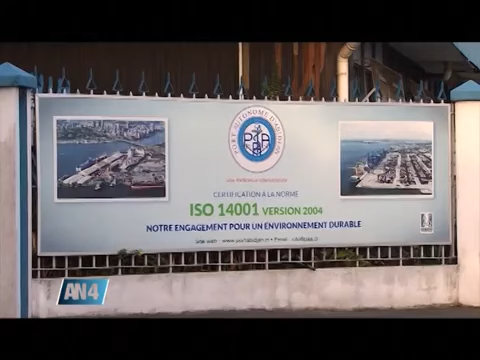 PORT AUTONOME D'ABIDJAN
CERTIFICATION À LA NORME
ISO 14001 VERSION 2004
NOTRE ENGAGEMENT POUR UN ENVIRONNEMENT DURABLE
AN4